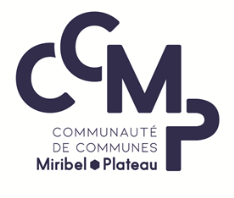 CCMP
COMMUNAUTÉ
DE COMMUNES
Miribel Plateau